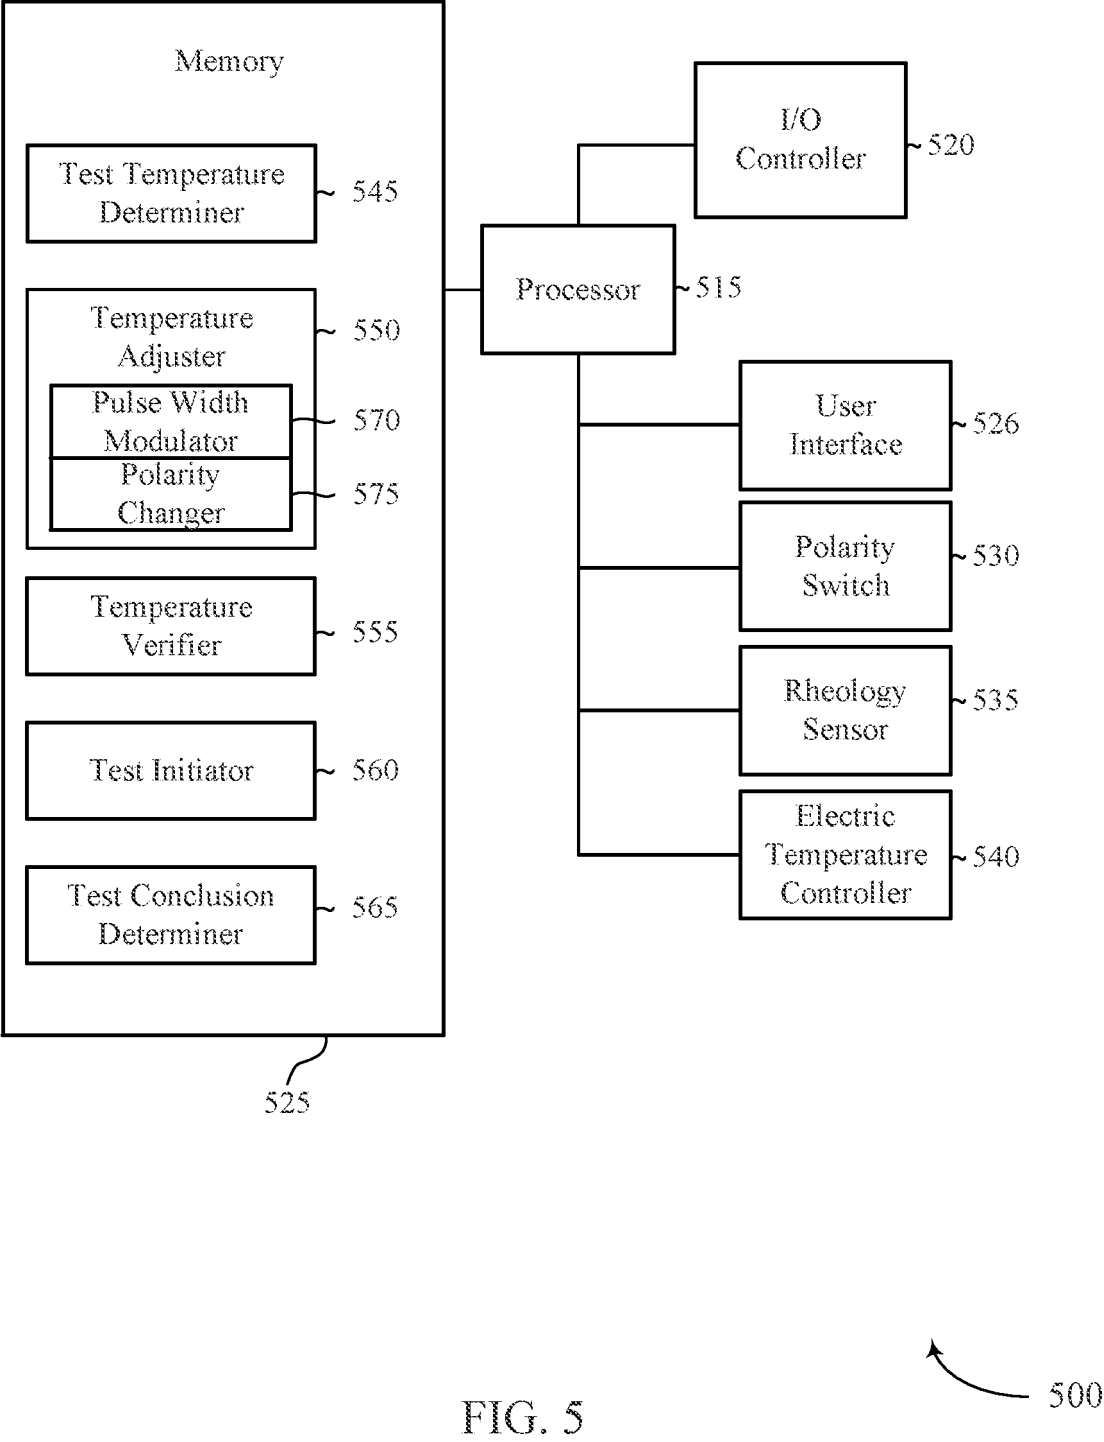 Memory
Test Temperature
Determiner
545
Temperature
Adjuster
550
Pulse Width
Modulator
570
Polarity
Changer
575
Temperature
Verifier
555
Test Initiator
560
Test Conclusion
Determiner
565
525
Processor
515
I/O
Controller
520
User
Interface
526
Polarity
Switch
530
Rheology
Sensor
535
Electric
Temperature
Controller
540
500
FIG. 5